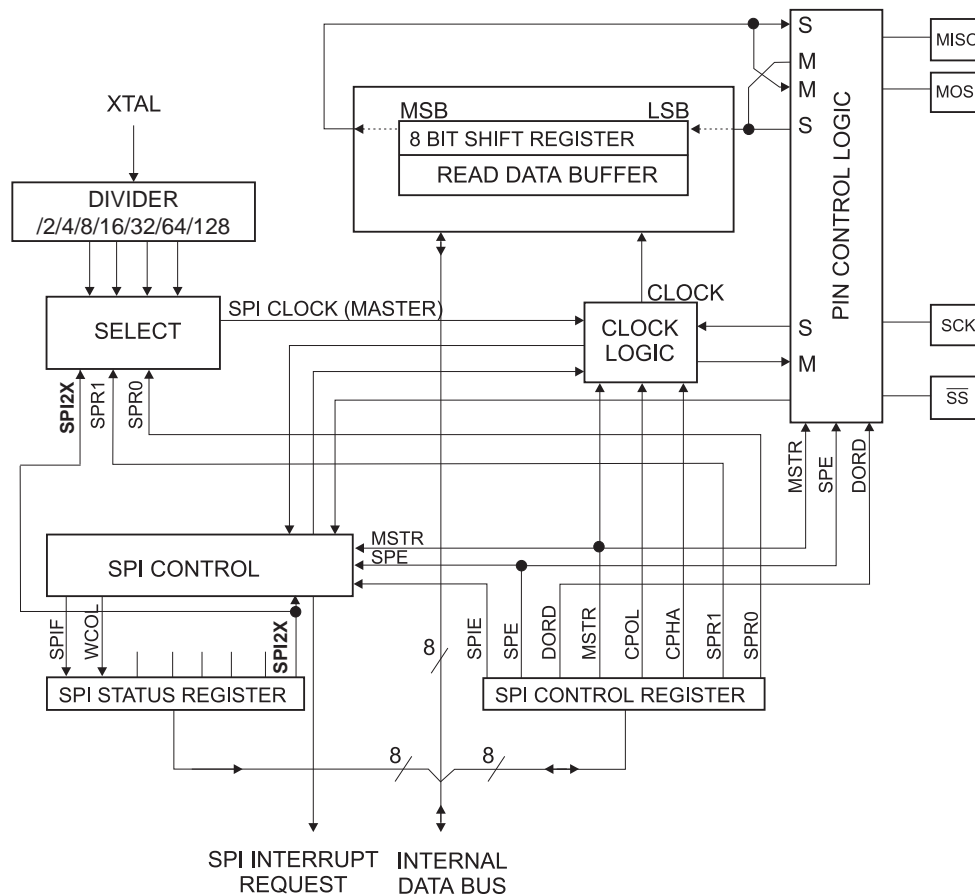 S
MISO
M
MOSI
M
S
MSB
LSB
8 BIT SHIFT REGISTER
READ DATA BUFFER
PIN CONTROL LOGIC
XTAL
DIVIDER
/2/4/8/16/32/64/128
SPI CLOCK (MASTER)
SELECT
CLOCK
CLOCK
LOGIC
S
M
SCK
SS
SPI2X
SPR1
SPR0
MSTR
SPE
DORD
MSTR
SPE
SPI CONTROL
SPIF
WCOL
SPI2X
SPIE
SPE
DORD
MSTR
CPOL
CPHA
SPR1
SPR0
8
SPI STATUS REGISTER
SPI CONTROL REGISTER
8
8
SPI INTERRUPT
REQUEST
INTERNAL
DATA BUS